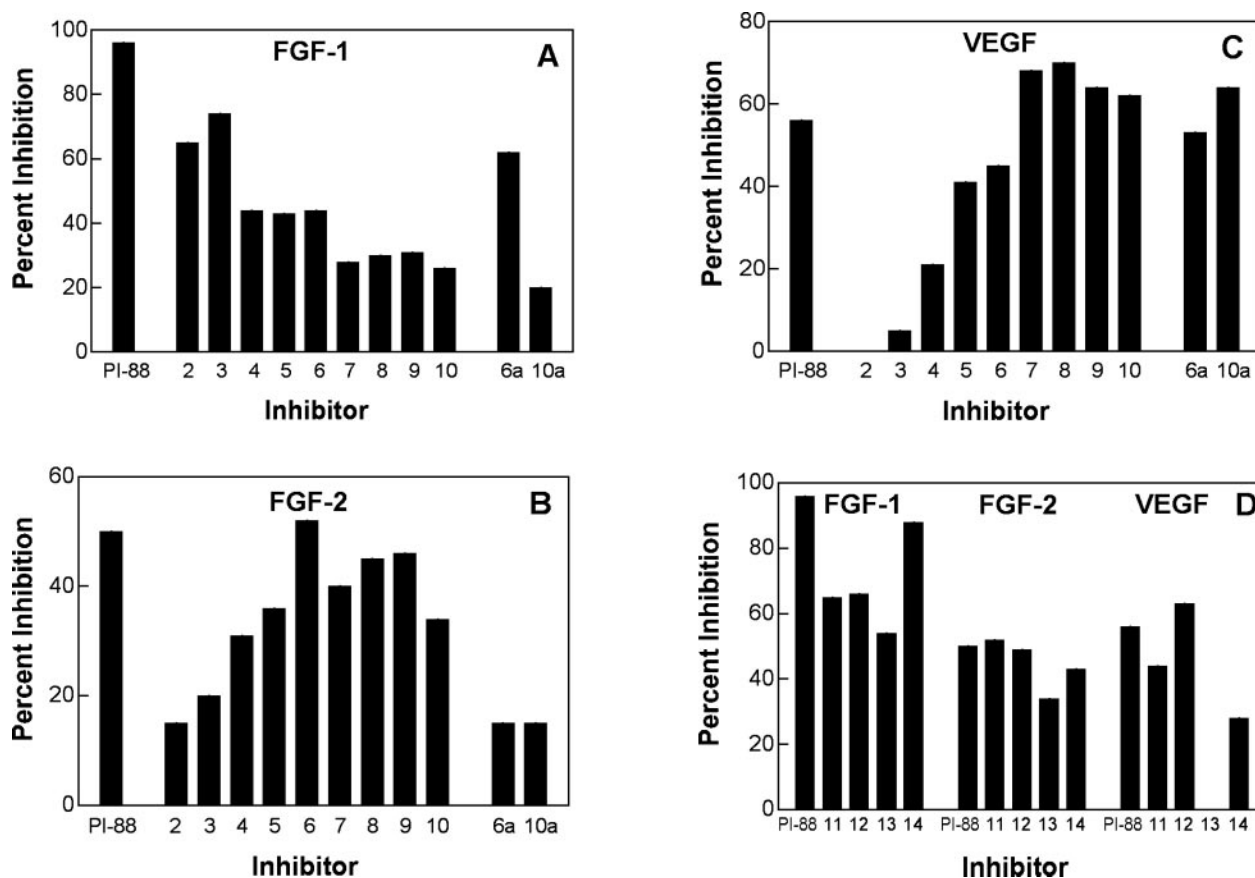 FGF-1
A
Percent Inhibition
100
80
60
40
20
0
PI-88 2 3 4 5 6 7 8 9 10 6a 10a
Inhibitor
VEGF
C
Percent Inhibition
80
60
40
20
0
PI-88 2 3 4 5 6 7 8 9 10 6a 10a
Inhibitor
FGF-2
B
Percent Inhibition
60
40
20
0
PI-88 2 3 4 5 6 7 8 9 10 6a 10a
Inhibitor
FGF-1 FGF-2 VEGF
D
Percent Inhibition
100
80
60
40
20
0
PI-88 11 12 13 14 PI-88 11 12 13 14 PI-88 11 12 13 14
Inhibitor